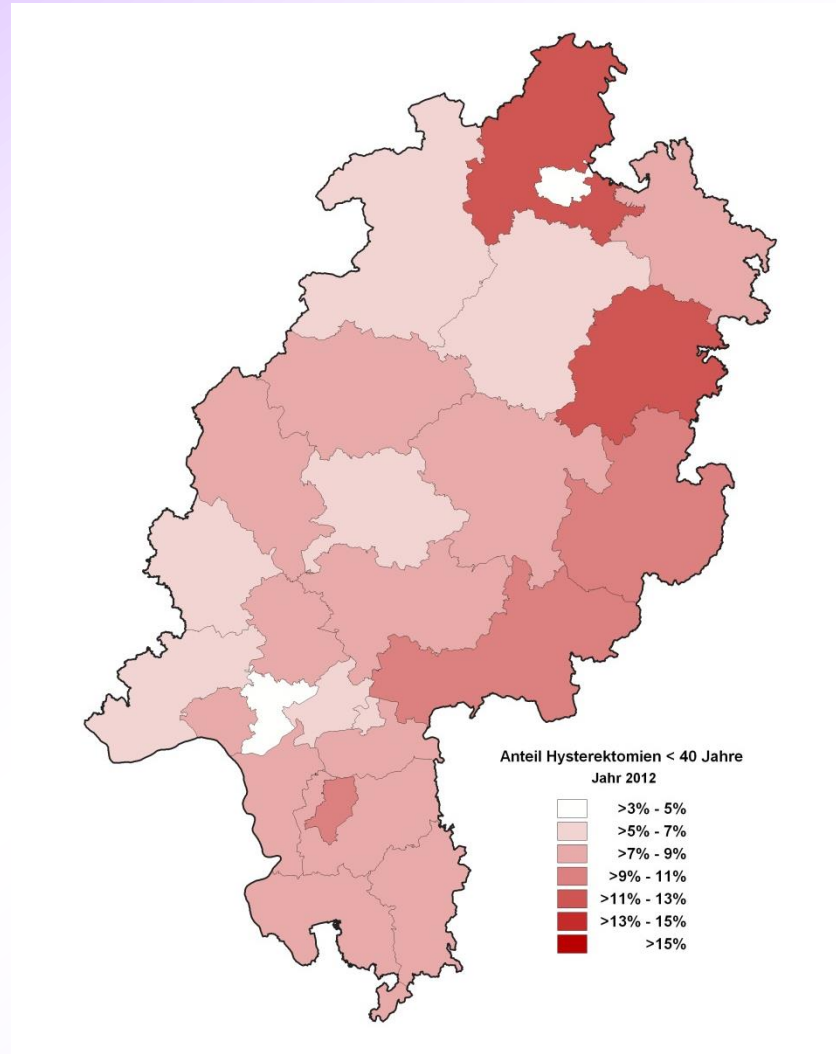 Anteil Hysterektomien < 40 Jahre
Jahr 2012
>3% - 5%
>5% - 7%
>7% - 9%
>9% - 11%
>11% - 13%
>13% - 15%
>15%